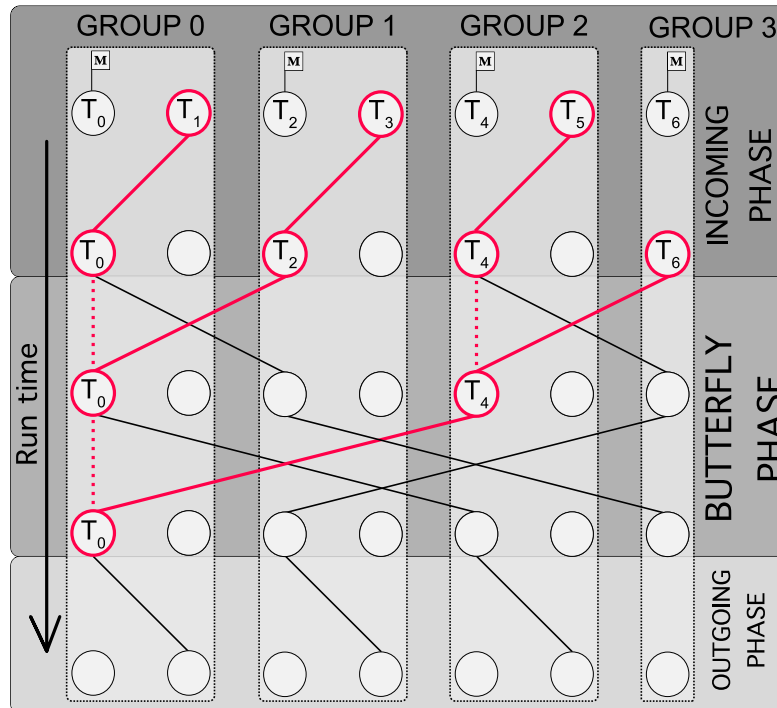 GROUP 0 GROUP 1 GROUP 2 GROUP 3
M M M M
T0 T1 T2 T3 T4 T5 T6
INCOMING
PHASE
T0 T2 T4 T6
Run time
T0 T4
BUTTERFLY
PHASE
T0
OUTGOING
PHASE